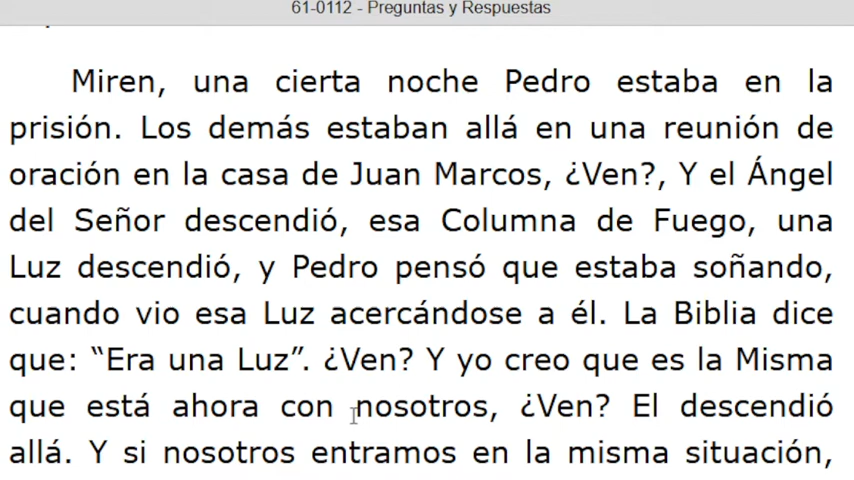 61-0112 - Preguntas y Respuestas
Miren, una cierta noche Pedro estaba en la
prisión. Los demás estaban allá en una reunión de
oración en la casa de Juan Marcos, ¿Ven?, Y el Ángel
del Señor descendió, esa Columna de Fuego, una
Luz descendió, y Pedro pensó que estaba soñando,
cuando vio esa Luz acercándose a él. La Biblia dice
que: “Era una Luz”. ¿Ven? Y yo creo que es la Misma
que está ahora con nosotros, ¿Ven? El descendió
allá. Y si nosotros entramos en la misma situación,